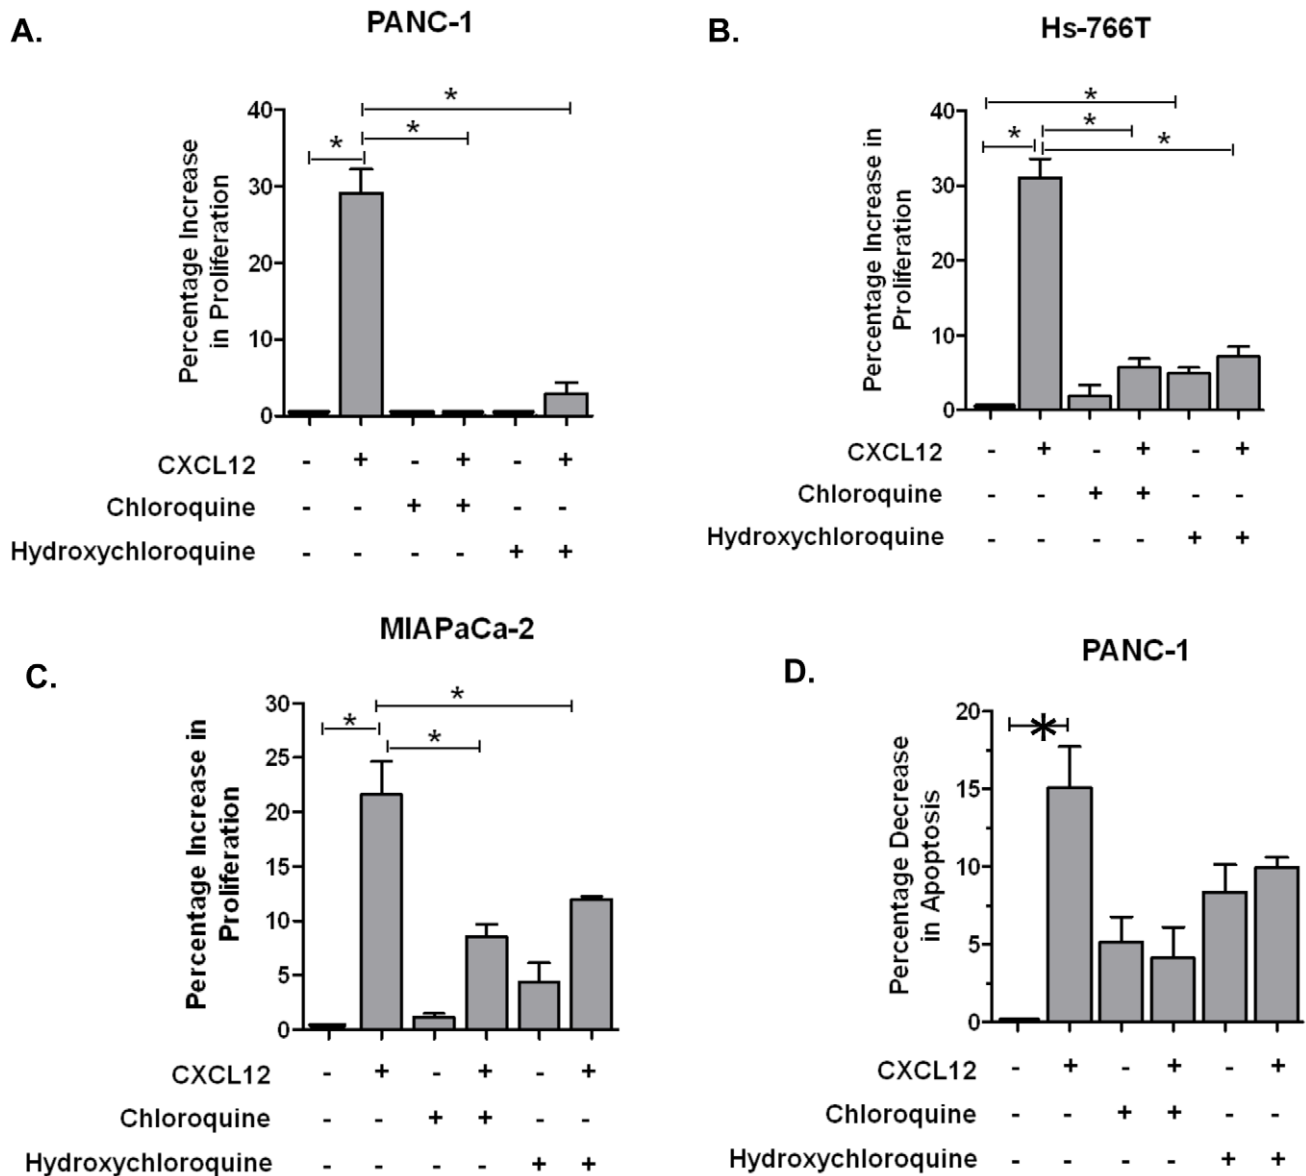 A.
PANC-1
Percentage Increase
in Proliferation
40
30
20
10
0
*
*
*
CXCL12 - + - + - +
Chloroquine - - + + - -
Hydroxychloroquine - - - - + +
B.
Hs-766T
Percentage Increase in
Proliferation
40
30
20
10
0
*
*
*
*
CXCL12 - + - + - +
Chloroquine - - + + - -
Hydroxychloroquine - - - - + +
C.
MIAPaCa-2
Percentage Increase in
Proliferation
30
25
20
15
10
5
0
*
*
*
CXCL12 - + - + - +
Chloroquine - - + + - -
Hydroxychloroquine - - - - + +
D.
PANC-1
Percentage Decrease
in Apoptosis
20
15
10
5
0
*
CXCL12 - + - + - +
Chloroquine - - + + - -
Hydroxychloroquine - - - - + +